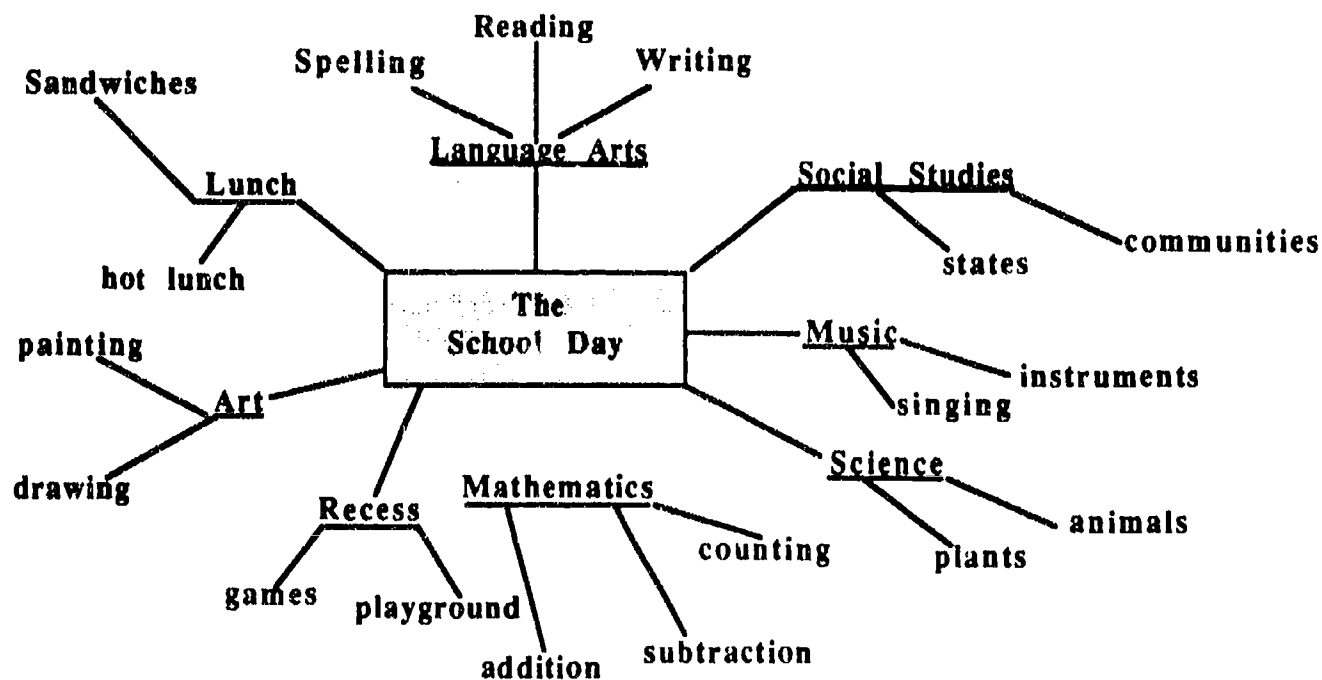 Reading
Spelling
Writing
Sandwiches
Language Arts
Lunch
Social Studies
communities
states
hot lunch
The
School Day
Music
painting
instruments
Art
singing
Science
drawing
Mathematics
Recess
animals
counting
plants
games
playground
subtraction
addition